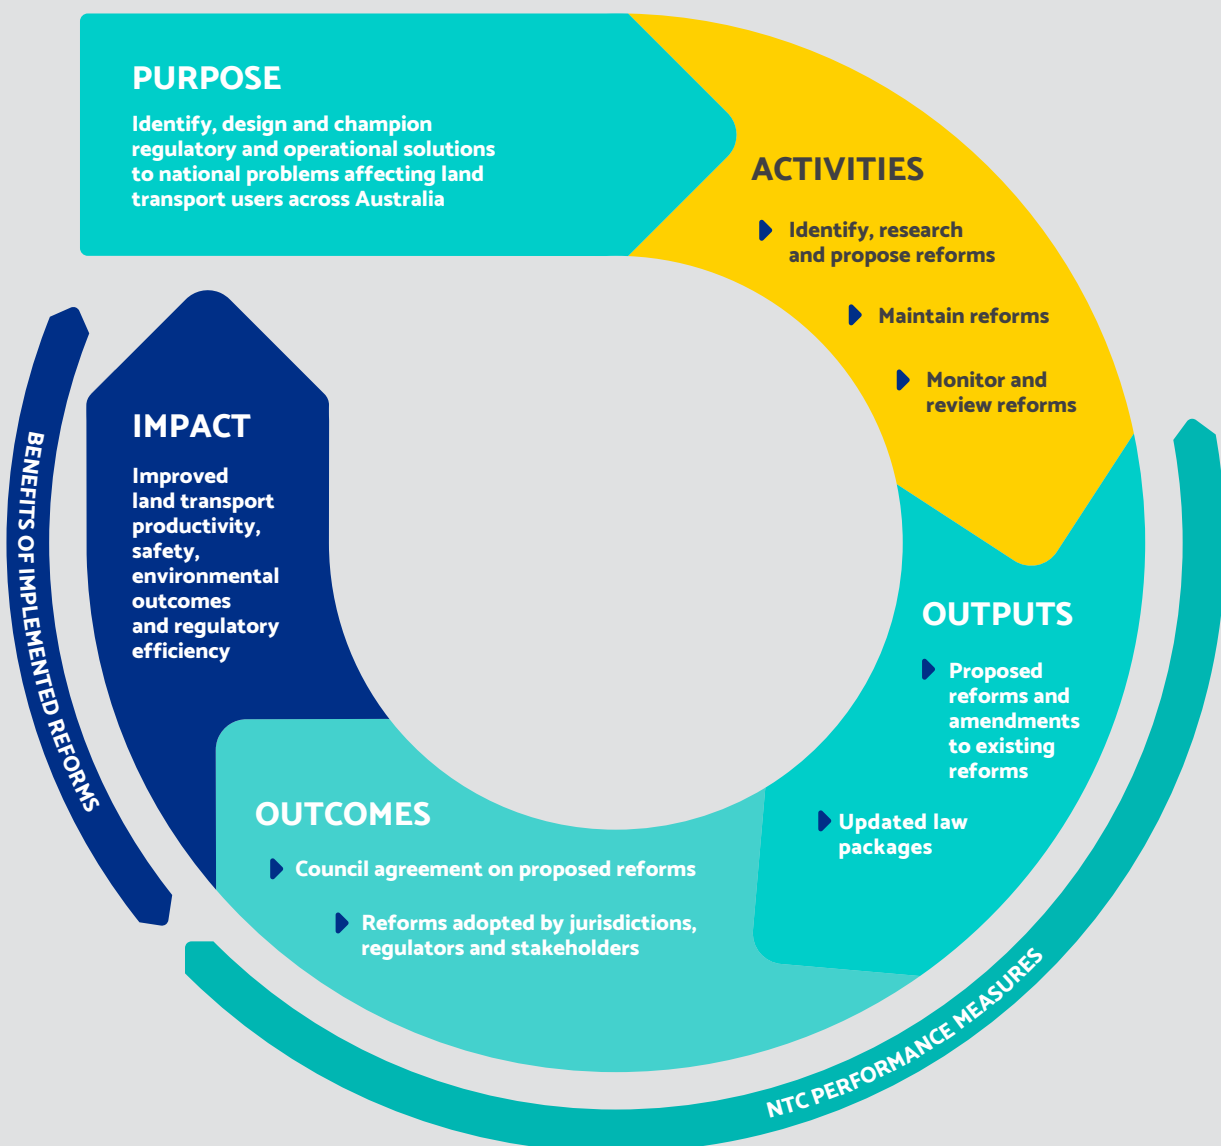 PURPOSE
Identify, design and champion
regulatory and operational solutions
to national problems affecting land
transport users across Australia
ACTIVITIES
Identify, research
and propose reforms
Maintain reforms
Monitor and
review reforms
OUTPUTS
Proposed
reforms and
amendments
to existing
reforms
Updated law
packages
OUTCOMES
Council agreement on proposed reforms
Reforms adopted by jurisdictions,
regulators and stakeholders
IMPACT
Improved
land transport
productivity,
safety,
environmental
outcomes
and regulatory
efficiency
BENEFITS OF IMPLEMENTED REFORMS
NTC PERFORMANCE MEASURES